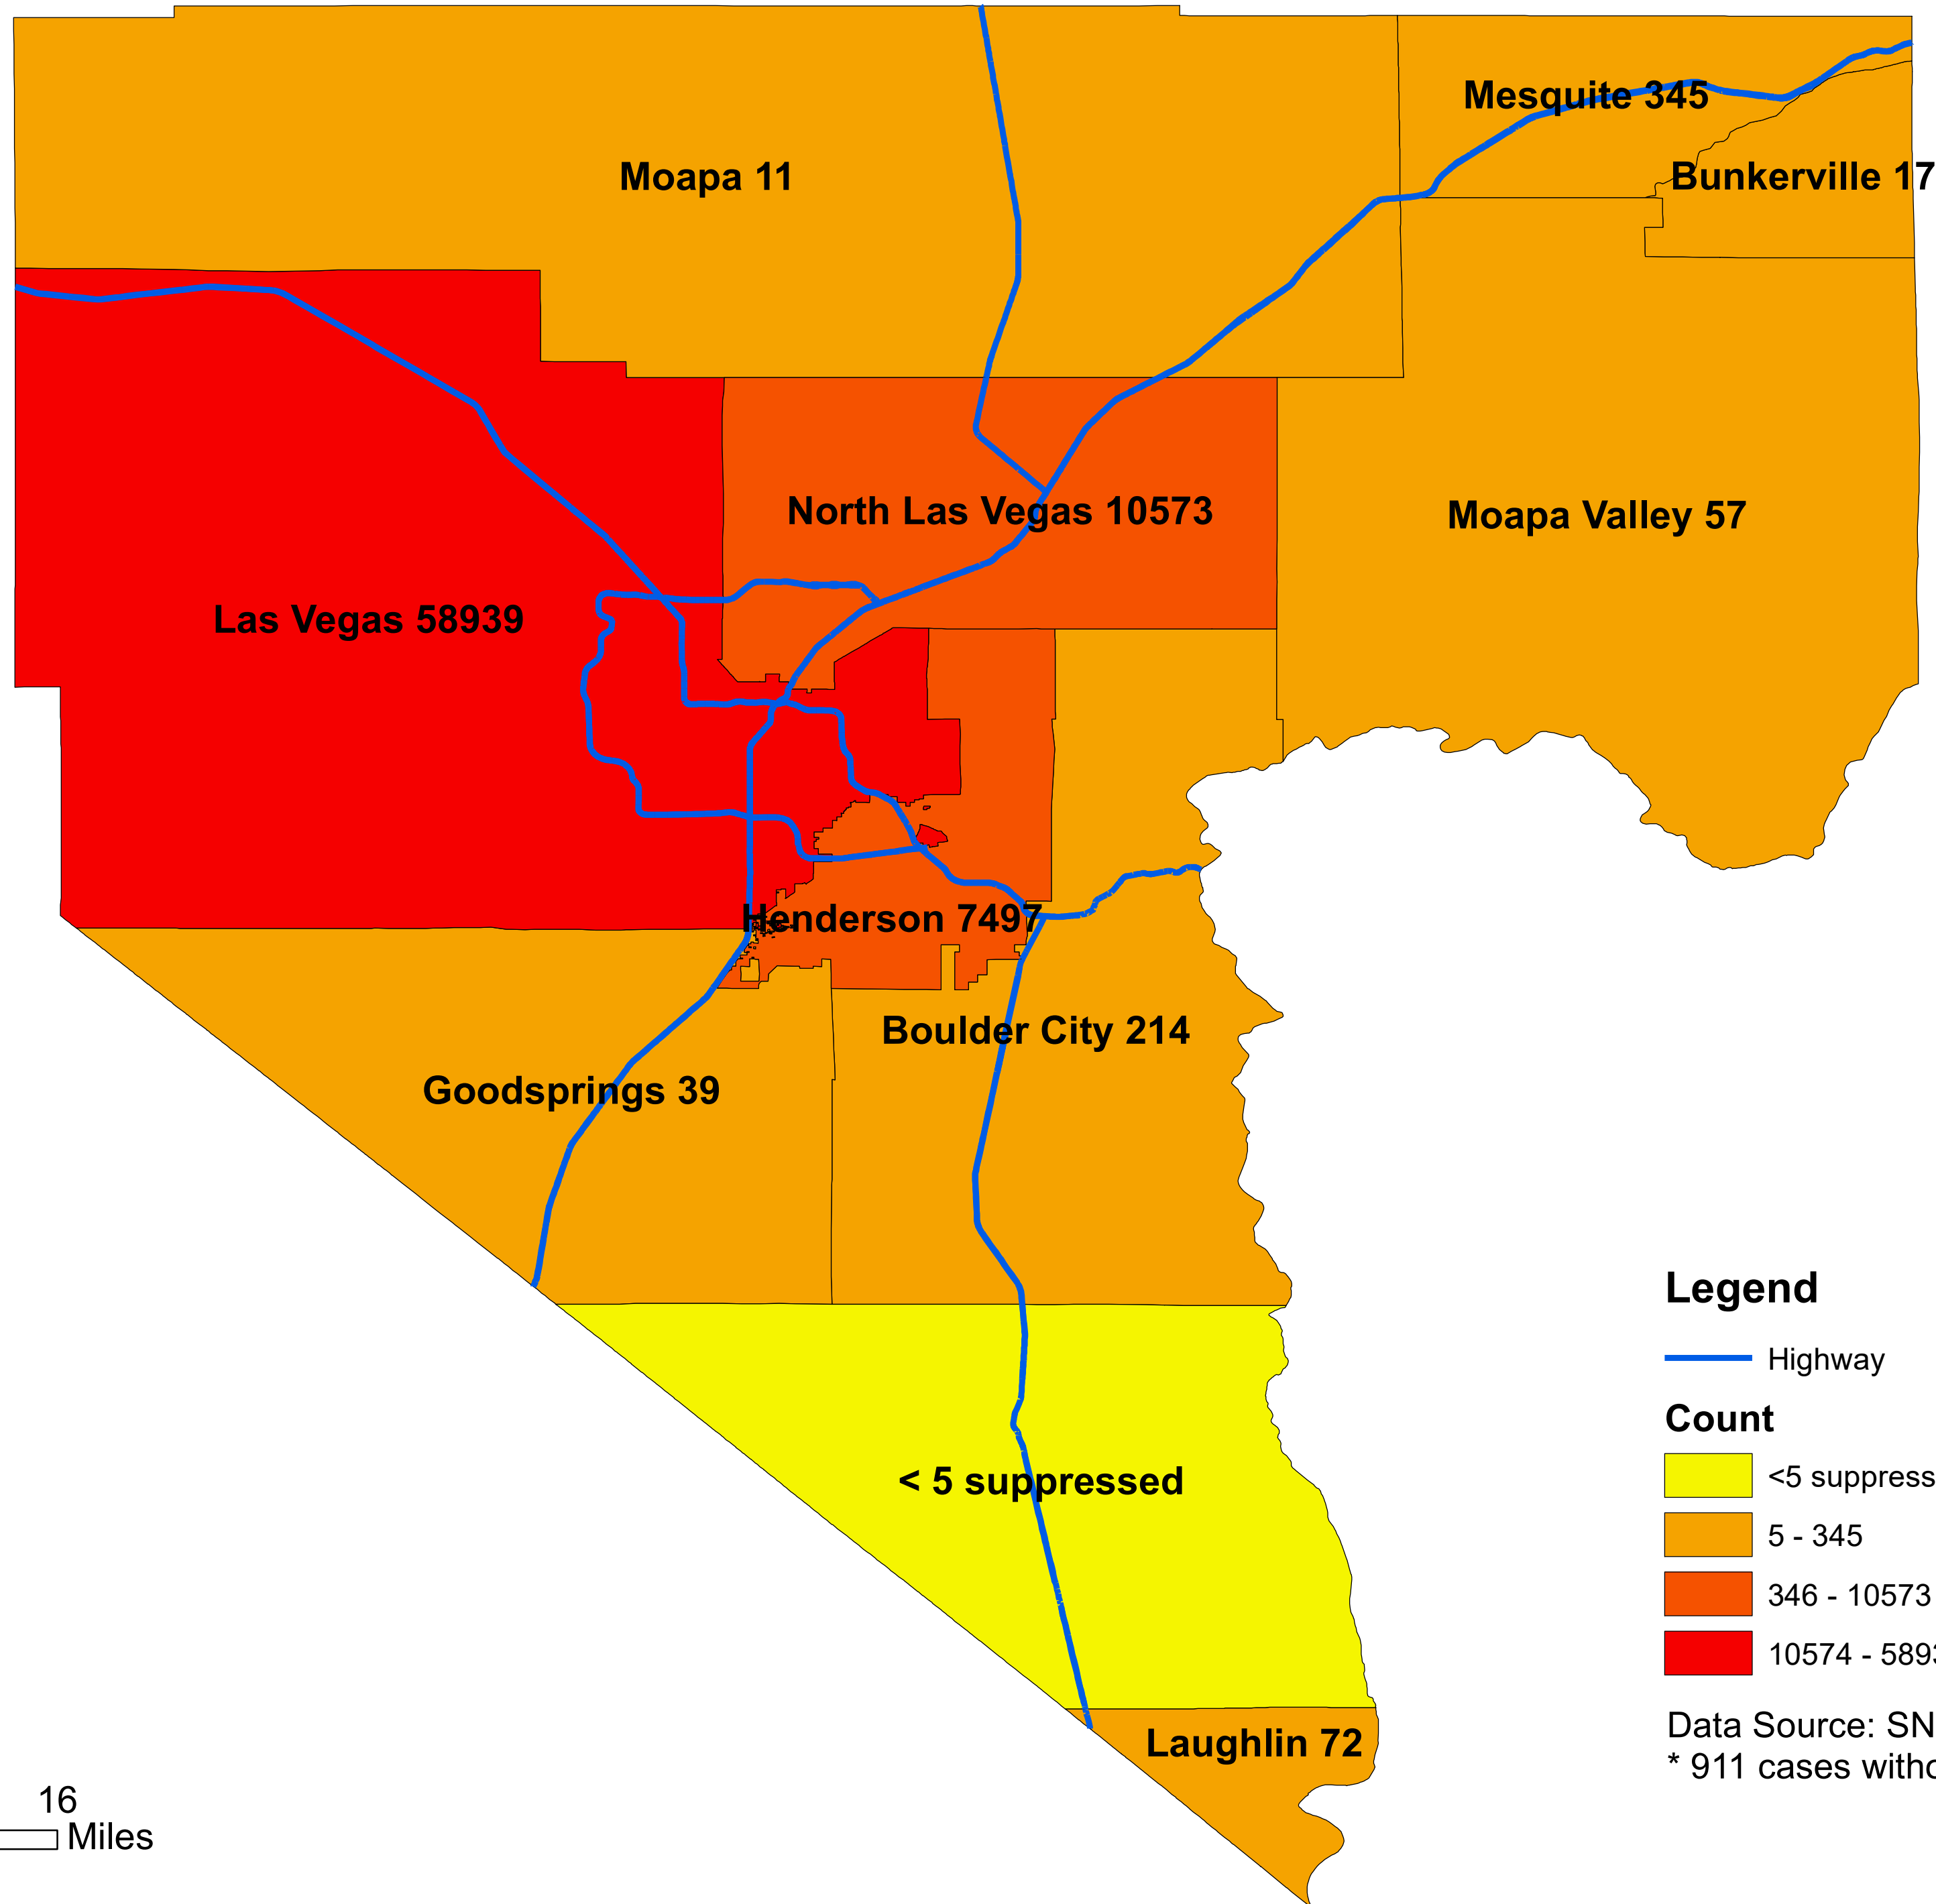 Mesquite 345
Moapa 11
Bunkerville 17
North Las Vegas 10573
Moapa Valley 57
Las Vegas 58939
Henderson 7497
Boulder City 214
Goodsprings 39
< 5 suppressed
Laughlin 72
Legend
Highway
Count
<5 suppress
5 - 345
346 - 10573
10574 - 589
Data Source: SN
* 911 cases with
16
Miles